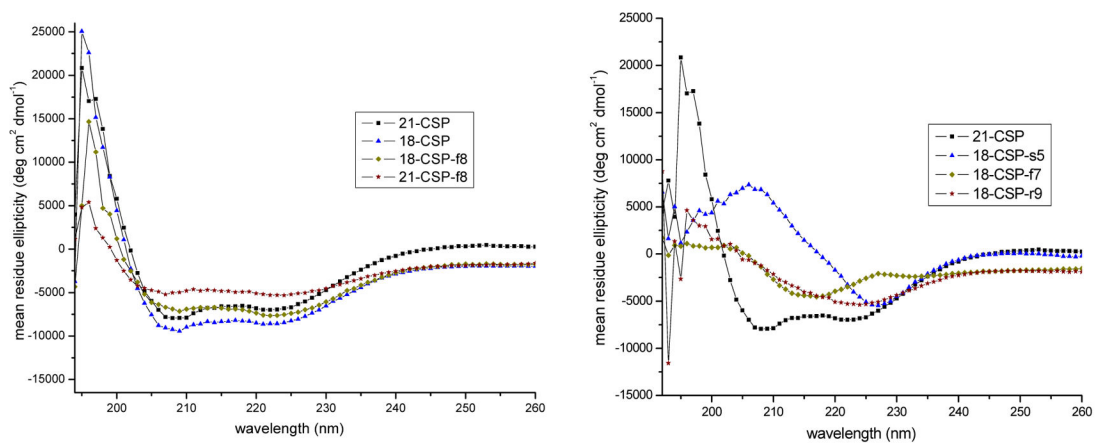 mean residue ellipticity (deg cm² dmol⁻¹)
25000
20000
15000
10000
5000
0
-5000
-10000
-15000
21-CSP
18-CSP
18-CSP-f8
21-CSP-f8
200
210
220
230
240
250
260
wavelength (nm)
mean residue ellipticity (deg cm² dmol⁻¹)
25000
20000
15000
10000
5000
0
-5000
-10000
-15000
21-CSP
18-CSP-s5
18-CSP-f7
18-CSP-r9
200
210
220
230
240
250
260
wavelength (nm)